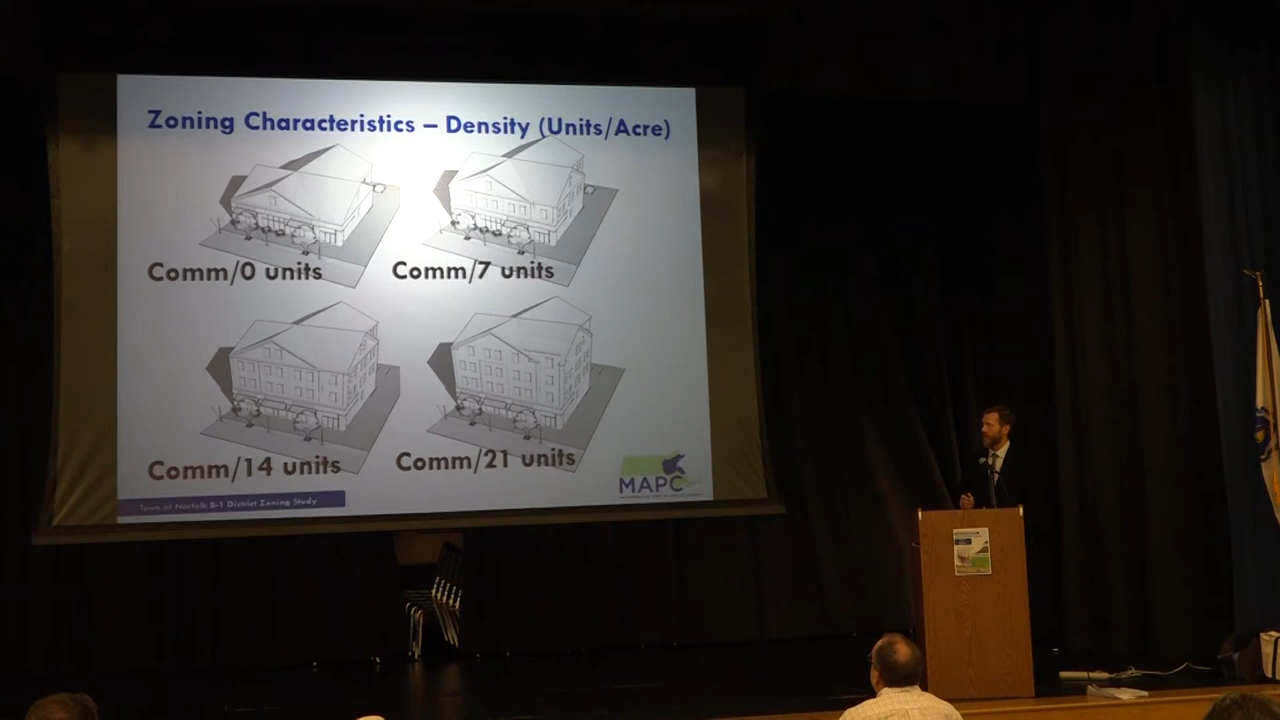 Zoning Characteristics – Density (Units/Acre)
Comm/0 units
Comm/7 units
Comm/14 units
Comm/21 units
Town of Norfolk B-1 District Zoning Study
MAPC